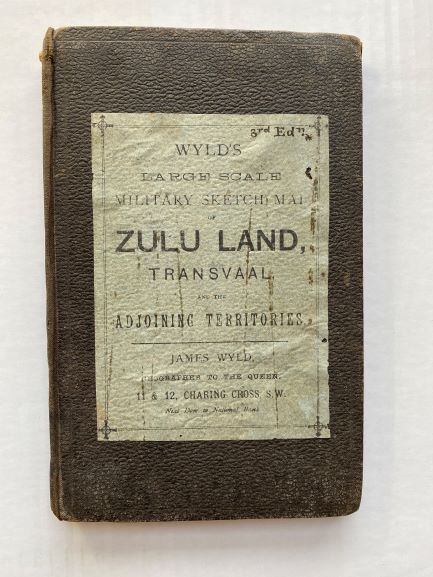 3rd Edn.
WYLD'S
LARGE SCALE
MILITARY SKETCH MAP
OF
ZULU LAND,
TRANSVAAL
AND THE
ADJOINING TERRITORIES,
JAMES WYLD,
GEOGRAPHER TO THE QUEEN,
11 & 12, CHARING CROSS, S.W.
Next Door to National Bank